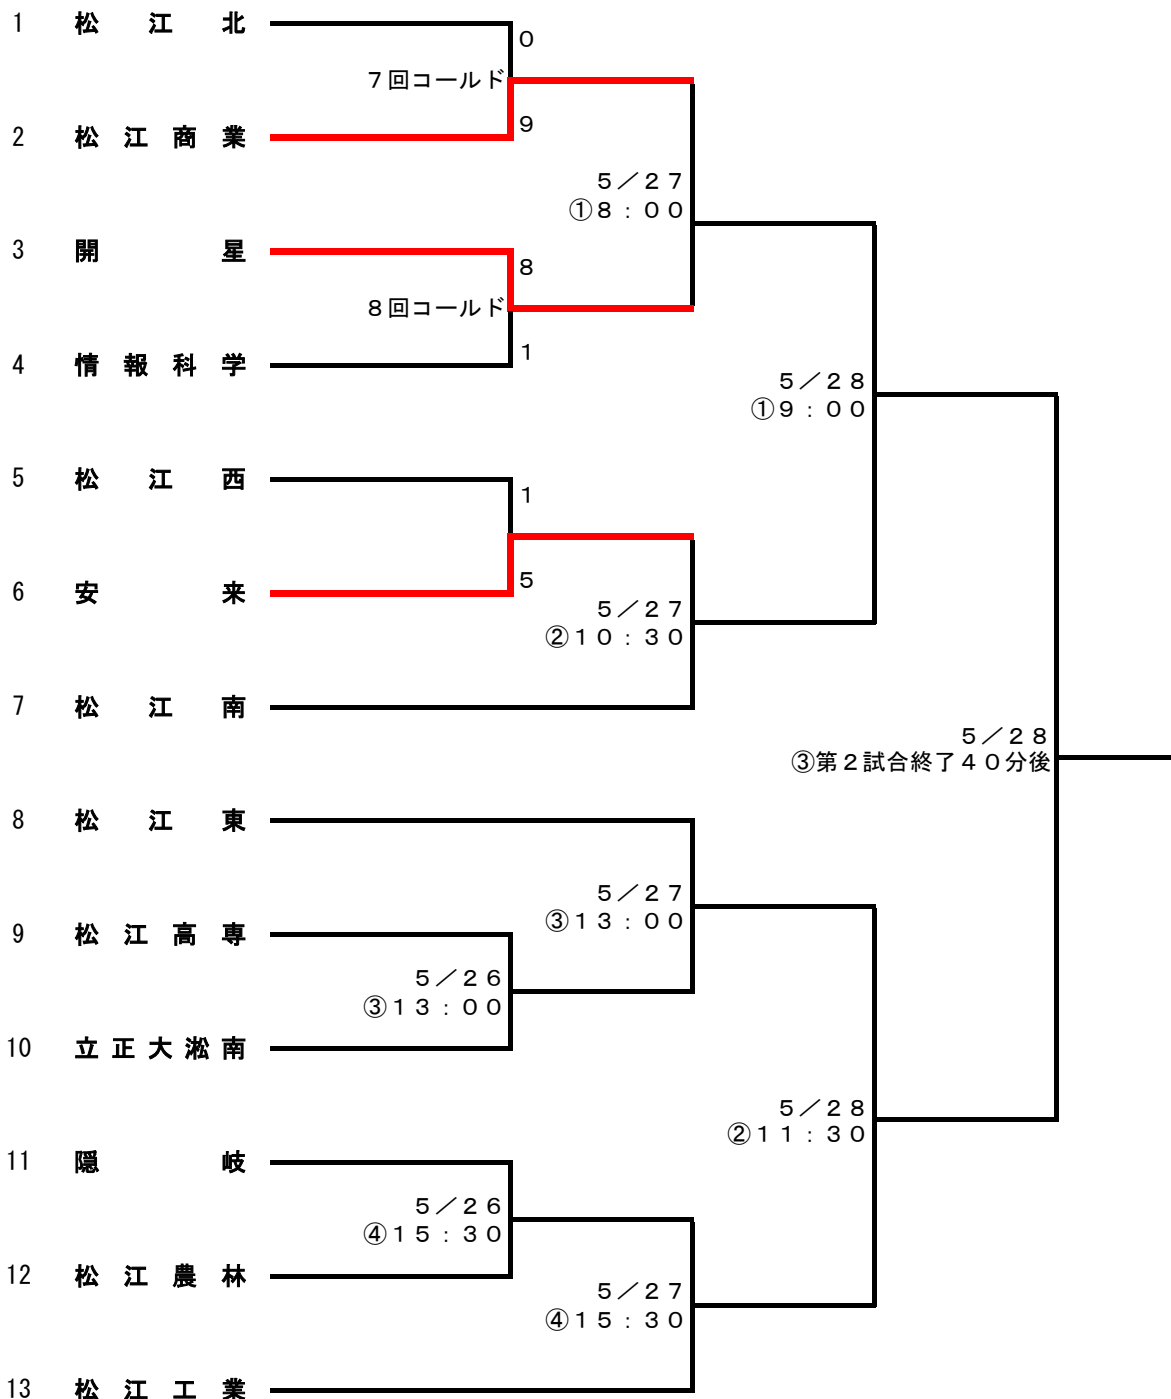 1 松江北
0
7回コールド
9
2 松江商業
5／27
①8：00
3 開星
8
8回コールド
1
4 情報科学
5／28
①9：00
5 松江西
1
5
6 安来
5／27
②10：30
7 松江南
5／28
③第2試合終了40分後
8 松江東
5／27
③13：00
9 松江高専
5／26
③13：00
10 立正大淞南
5／28
②11：30
11 隠岐
5／26
④15：30
12 松江農林
5／27
④15：30
13 松江工業